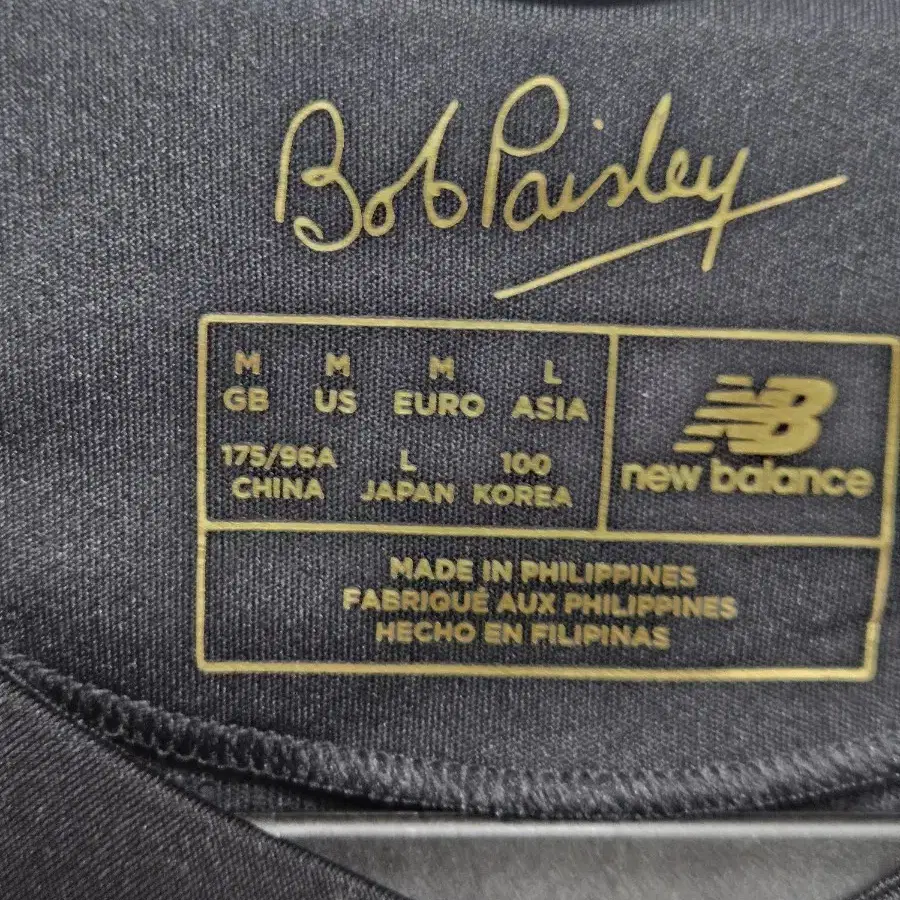 Bob Paisley
M M M L
GB US EURO ASIA
175/96A L 100
CHINA JAPAN KOREA
NB
new balance
MADE IN PHILIPPINES
FABRIQUÉ AUX PHILIPPINES
HECHO EN FILIPINAS